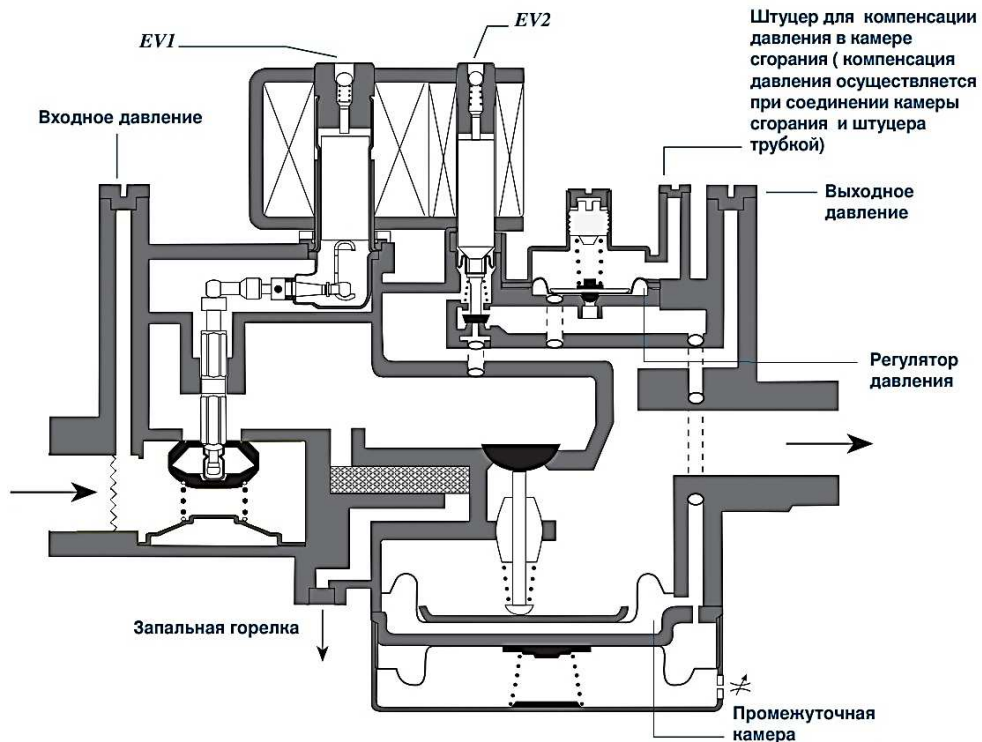 EV1
EV2
Штуцер для компенсации
давления в камере
сгорания ( компенсация
давления осуществляется
при соединении камеры
сгорания и штуцера
трубкой)
Входное давление
Выходное
давление
Регулятор
давления
Запальная горелка
Промежуточная
камера